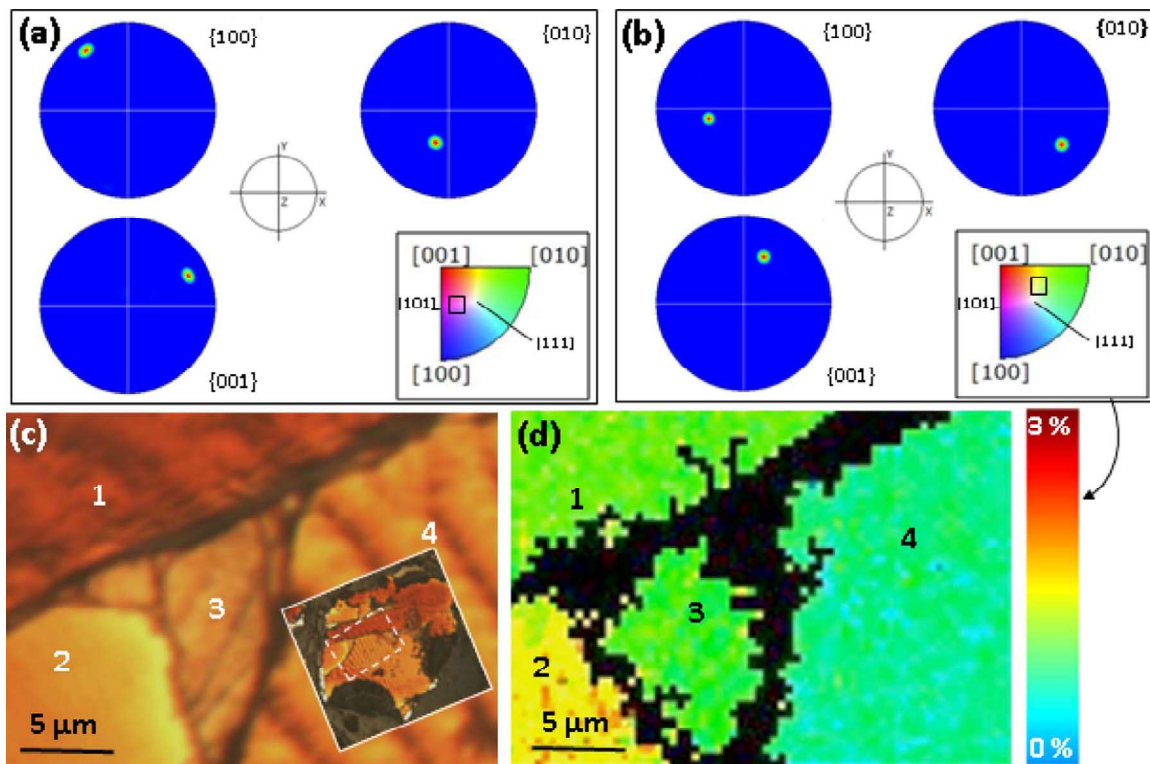 (a)
{100}
{010}
Y
Z
X
{001}
[001]
[010]
[101]
[111]
[100]
(b)
{100}
{010}
Y
Z
X
{001}
[001]
[010]
[101]
[111]
[100]
(c)
1
2
3
4
5 µm
(d)
1
2
3
4
5 µm
3 %
0 %